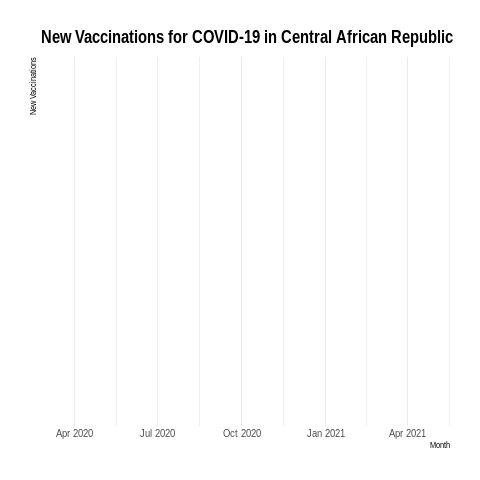 New Vaccinations for COVID-19 in Central African Republic
New Vaccinations
Apr 2020 Jul 2020 Oct 2020 Jan 2021 Apr 2021
Month